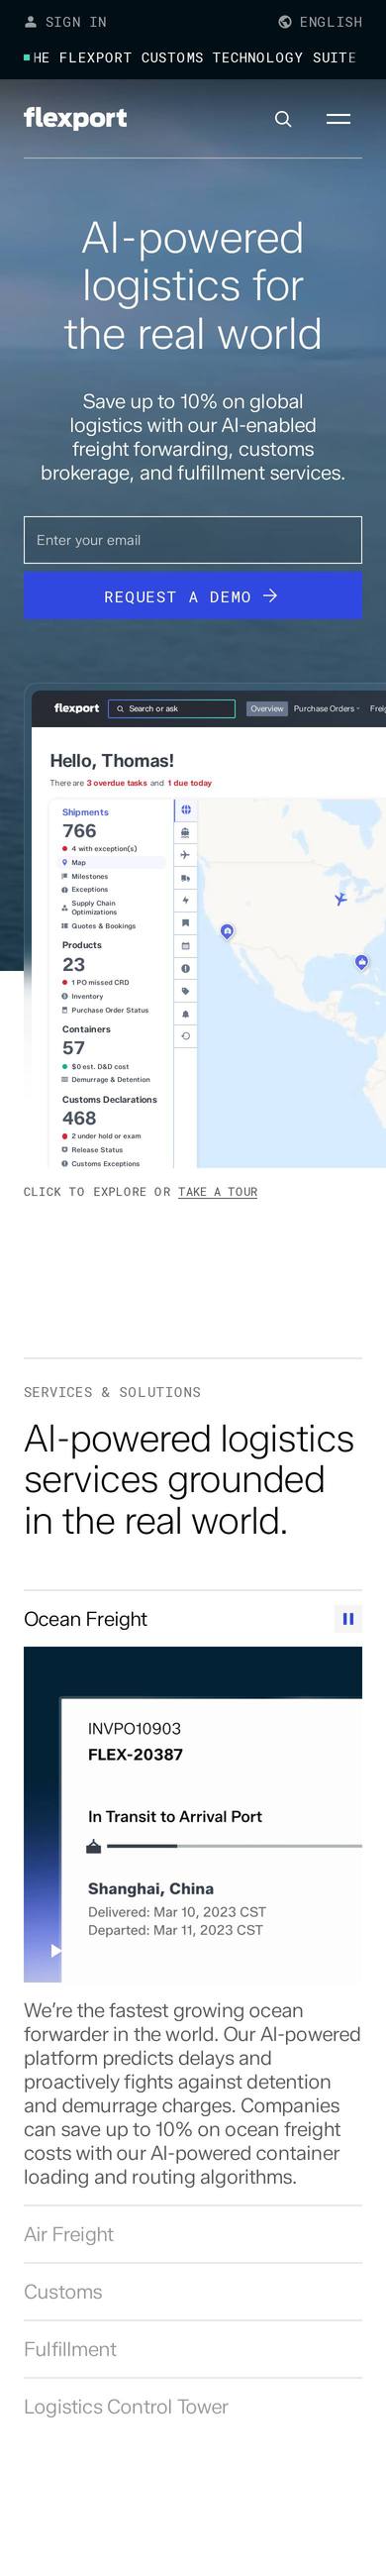 SIGN IN
ENGLISH
HE FLEXPORT CUSTOMS TECHNOLOGY SUITE
flexport
AI-powered
logistics for
the real world
Save up to 10% on global
logistics with our AI-enabled
freight forwarding, customs
brokerage, and fulfillment services.
Enter your email
REQUEST A DEMO →
flexport
Search or ask
Overview
Purchase Orders
Freig
Hello, Thomas!
There are 3 overdue tasks and 1 due today
Shipments
766
4 with exception(s)
Map
Milestones
Exceptions
Supply Chain
Optimizations
Quotes & Bookings
Products
23
1 PO missed CRD
Inventory
Purchase Order Status
Containers
57
$0 est. D&D cost
Demurrage & Detention
Customs Declarations
468
2 under hold or exam
Release Status
Customs Exceptions
CLICK TO EXPLORE OR TAKE A TOUR
SERVICES & SOLUTIONS
AI-powered logistics
services grounded
in the real world.
Ocean Freight
INVPO10903
FLEX-20387
In Transit to Arrival Port
Shanghai, China
Delivered: Mar 10, 2023 CST
Departed: Mar 11, 2023 CST
We're the fastest growing ocean
forwarder in the world. Our AI-powered
platform predicts delays and
proactively fights against detention
and demurrage charges. Companies
can save up to 10% on ocean freight
costs with our AI-powered container
loading and routing algorithms.
Air Freight
Customs
Fulfillment
Logistics Control Tower